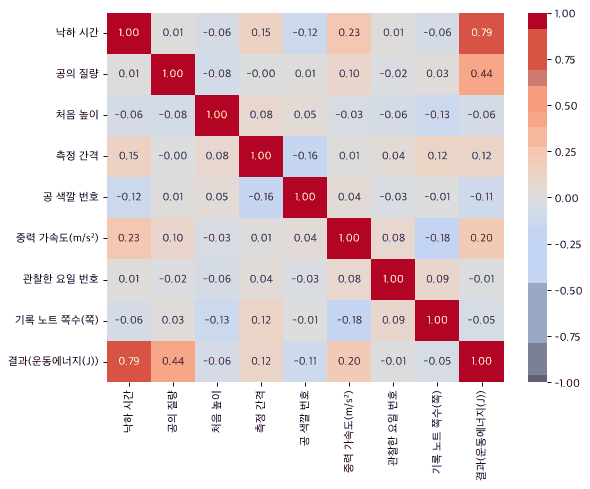 낙하 시간 1.00 0.01 -0.06 0.15 -0.12 0.23 0.01 -0.06 0.79
공의 질량 0.01 1.00 -0.08 -0.00 0.01 0.10 -0.02 0.03 0.44
처음 높이 -0.06 -0.08 1.00 0.08 0.05 -0.03 -0.06 -0.13 -0.06
측정 간격 0.15 -0.00 0.08 1.00 -0.16 0.01 0.04 0.12 0.12
공 색깔 번호 -0.12 0.01 0.05 -0.16 1.00 0.04 -0.03 -0.01 -0.11
중력 가속도(m/s²) 0.23 0.10 -0.03 0.01 0.04 1.00 0.08 -0.18 0.20
관찰한 요일 번호 0.01 -0.02 -0.06 0.04 -0.03 0.08 1.00 0.09 -0.01
기록 노트 쪽수(쪽) -0.06 0.03 -0.13 0.12 -0.01 -0.18 0.09 1.00 -0.05
결과(운동에너지(J)) 0.79 0.44 -0.06 0.12 -0.11 0.20 -0.01 -0.05 1.00
낙하 시간
공의 질량
처음 높이
측정 간격
공 색깔 번호
중력 가속도(m/s²)
관찰한 요일 번호
기록 노트 쪽수(쪽)
결과(운동에너지(J))
1.00
0.75
0.50
0.25
0.00
-0.25
-0.50
-0.75
-1.00